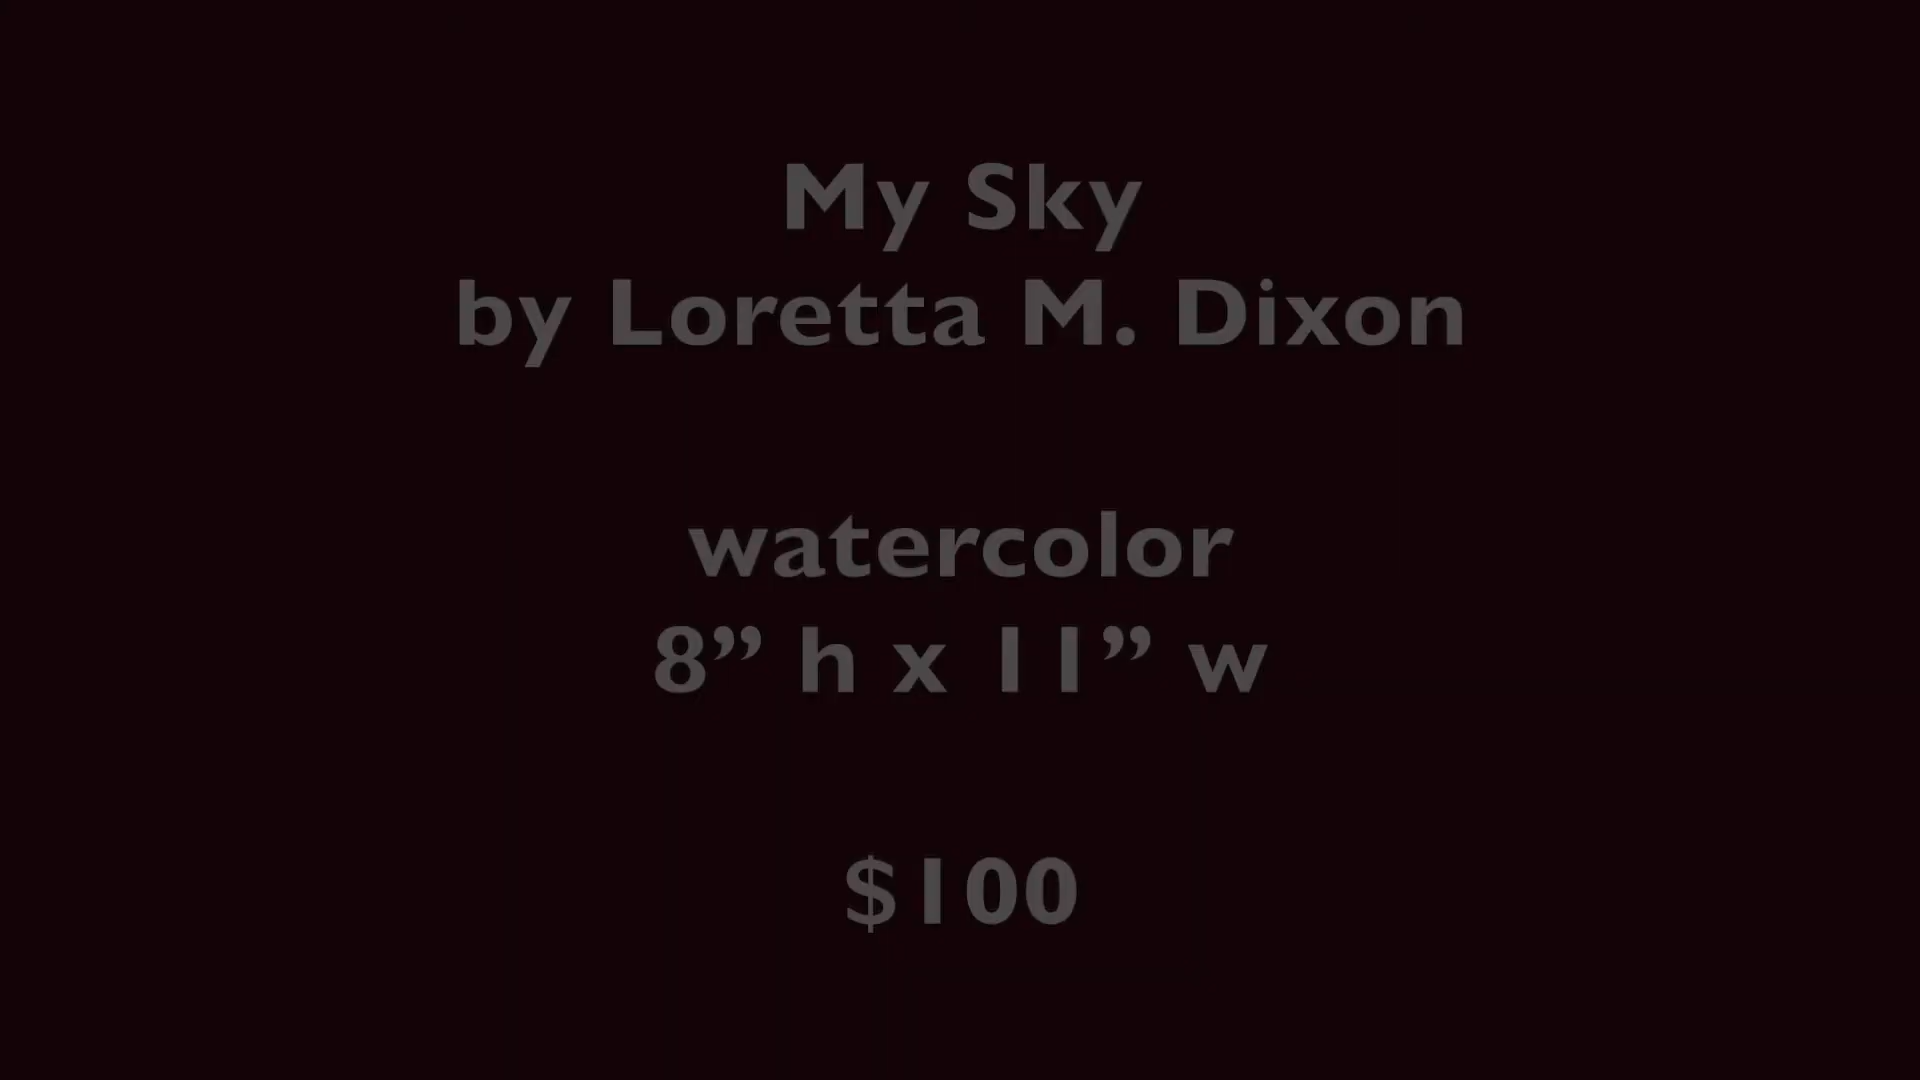 My Sky
by Loretta M. Dixon
watercolor
8” h x 11” w
$100